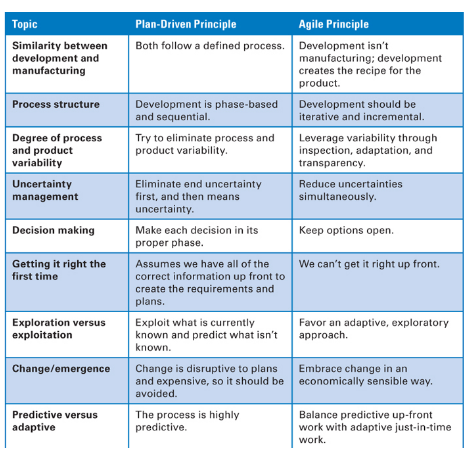 Topic Plan-Driven Principle Agile Principle
Similarity between Both follow a defined process. Development isn't
development and manufacturing; development
manufacturing creates the recipe for the
product.
Process structure Development is phase-based Development should be
and sequential. iterative and incremental.
Degree of process Try to eliminate process and Leverage variability through
and product product variability. inspection, adaptation, and
variability transparency.
Uncertainty Eliminate end uncertainty Reduce uncertainties
management first, and then means simultaneously.
uncertainty.
Decision making Make each decision in its Keep options open.
proper phase.
Getting it right the Assumes we have all of the We can't get it right up front.
first time correct information up front to
create the requirements and
plans.
Exploration versus Exploit what is currently Favor an adaptive, exploratory
exploitation known and predict what isn't approach.
known.
Change/emergence Change is disruptive to plans Embrace change in an
and expensive, so it should be economically sensible way.
avoided.
Predictive versus The process is highly Balance predictive up-front
adaptive predictive. work with adaptive just-in-time
work.